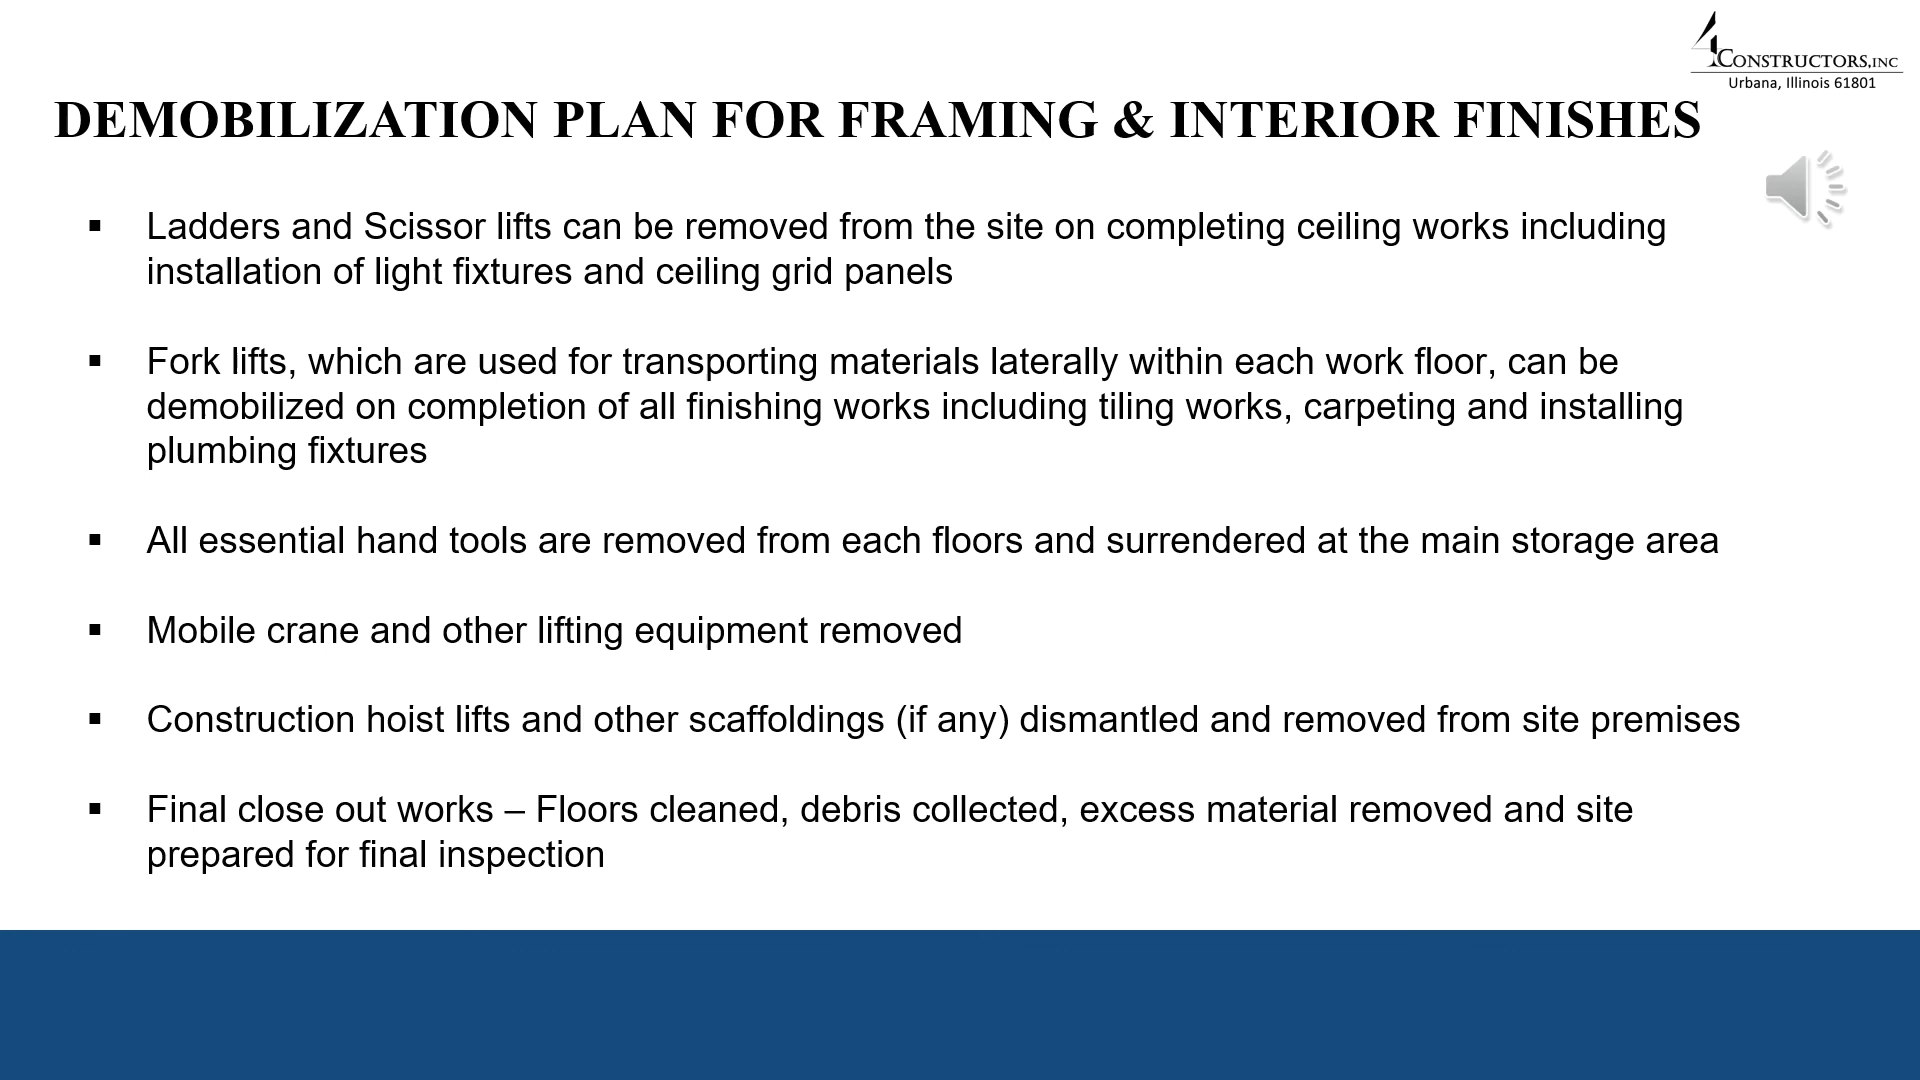 4 CONSTRUCTORS,INC
Urbana, Illinois 61801
DEMOBILIZATION PLAN FOR FRAMING & INTERIOR FINISHES
▪ Ladders and Scissor lifts can be removed from the site on completing ceiling works including
installation of light fixtures and ceiling grid panels
▪ Fork lifts, which are used for transporting materials laterally within each work floor, can be
demobilized on completion of all finishing works including tiling works, carpeting and installing
plumbing fixtures
▪ All essential hand tools are removed from each floors and surrendered at the main storage area
▪ Mobile crane and other lifting equipment removed
▪ Construction hoist lifts and other scaffoldings (if any) dismantled and removed from site premises
▪ Final close out works – Floors cleaned, debris collected, excess material removed and site
prepared for final inspection